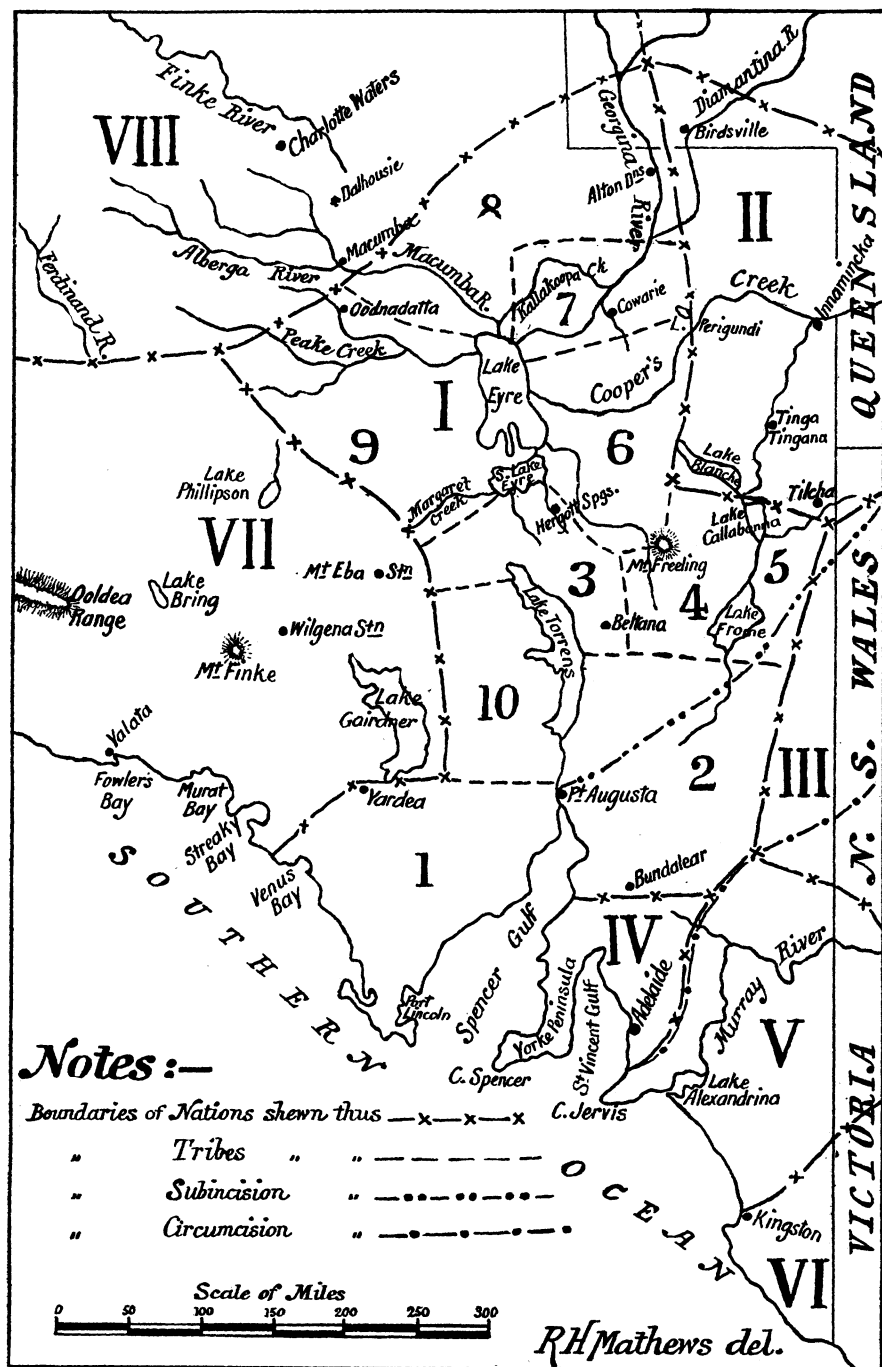 Finke River
Charlotte Waters
VIII
Dalhousie
Georgina River
Diamantina R
Birdsville
Alton Dns
8
II
QUEENSLAND
Ferdinand R.
Alberga River
Macumba R.
Oodnadatta
Kallakoopa Ck
7
Cowarie
L. Perigundi
Cooper's Creek
Innamincka
Peake Creek
Lake Eyre
I
9
6
Tinga Tingana
Lake Phillipson
Margaret Creek
S. Lake Eyre
Hergott Spgs.
Lake Blanche
Tilcha
Lake Callabonna
VII
Mt Eba Stn
Mt Freeling
3
4
5
Ooldea Range
Lake Bring
Wilgena Stn
Lake Torrens
Beltana
Lake Frome
Mt Finke
Lake Gairdner
10
2
III
N. S. WALES
Yalata
Fowler's Bay
Murat Bay
Streaky Bay
Yardea
Pt Augusta
Venus Bay
1
Bundalear
IV
Port Lincoln
Spencer Gulf
Yorke Peninsula
St Vincent Gulf
Adelaide
Murray River
V
C. Spencer
C. Jervis
Lake Alexandrina
SOUTHERN OCEAN
VICTORIA
Kingston
VI
Notes :—
Boundaries of Nations shewn thus
„ Tribes „ „
„ Subincision „
„ Circumcision „
Scale of Miles
0 50 100 150 200 250 300
RH Mathews del.